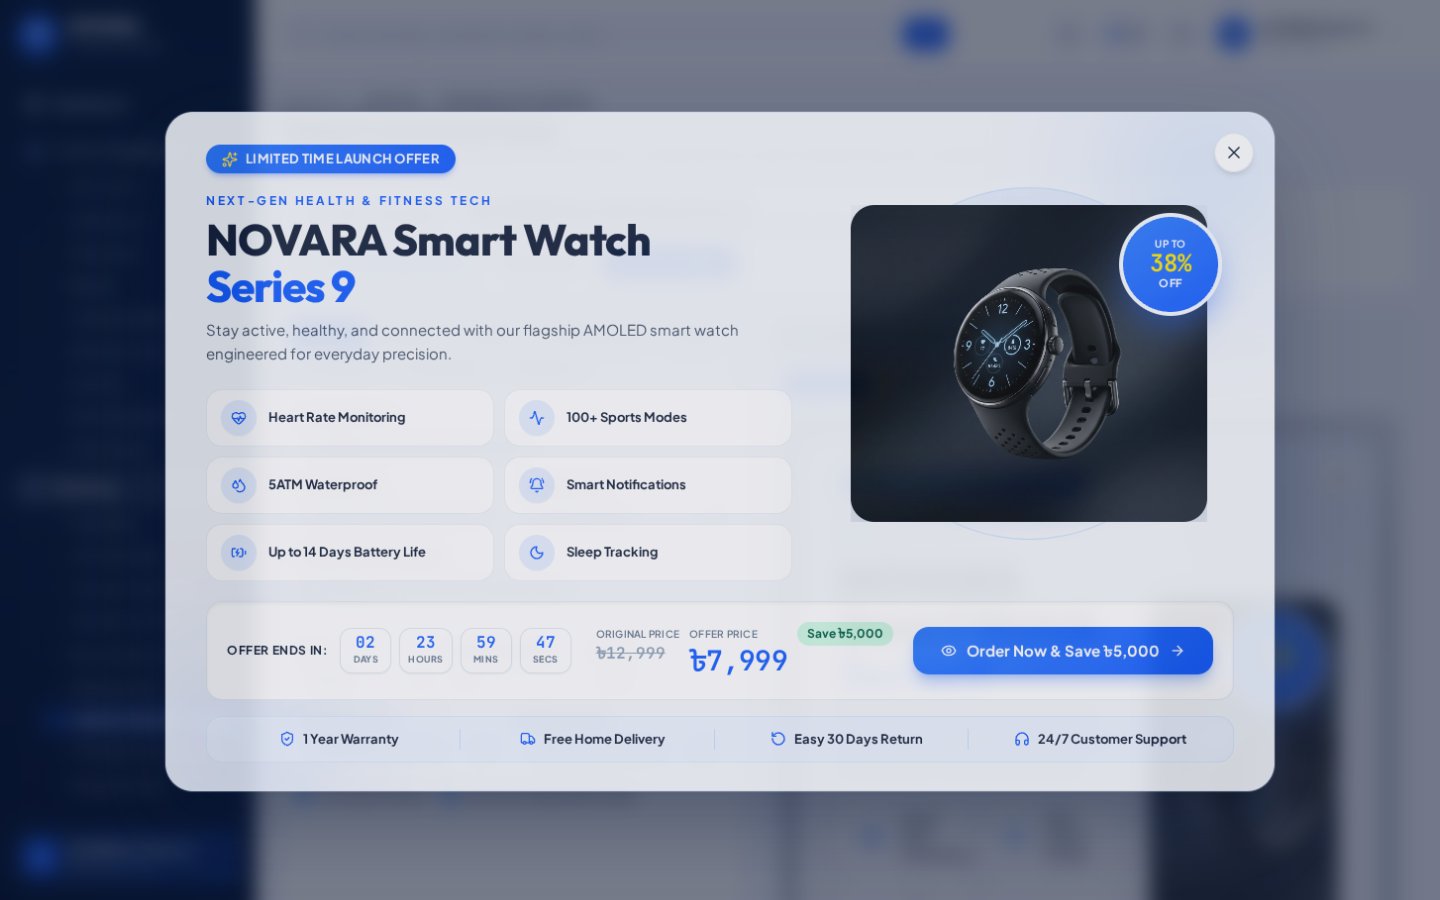 LIMITED TIME LAUNCH OFFER
NEXT-GEN HEALTH & FITNESS TECH
NOVARA Smart Watch
Series 9
Stay active, healthy, and connected with our flagship AMOLED smart watch
engineered for everyday precision.
UP TO
38%
OFF
12
3
6
9
Heart Rate Monitoring
100+ Sports Modes
5ATM Waterproof
Smart Notifications
Up to 14 Days Battery Life
Sleep Tracking
OFFER ENDS IN:
02
DAYS
23
HOURS
59
MINS
47
SECS
ORIGINAL PRICE
৳12,999
OFFER PRICE
৳7,999
Save ৳5,000
Order Now & Save ৳5,000
1 Year Warranty
Free Home Delivery
Easy 30 Days Return
24/7 Customer Support